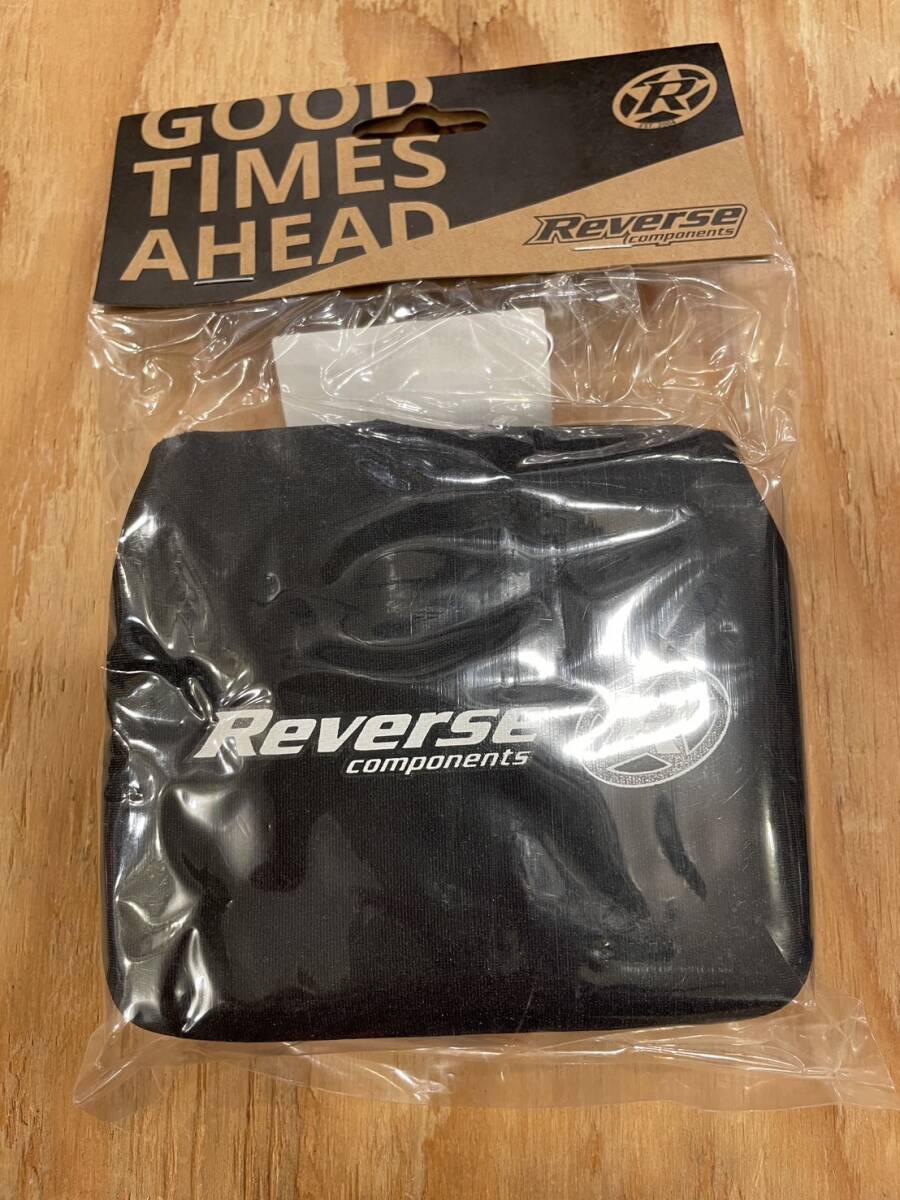 GOOD
TIMES
AHEAD
R
Reverse
components
Reverse
components
R